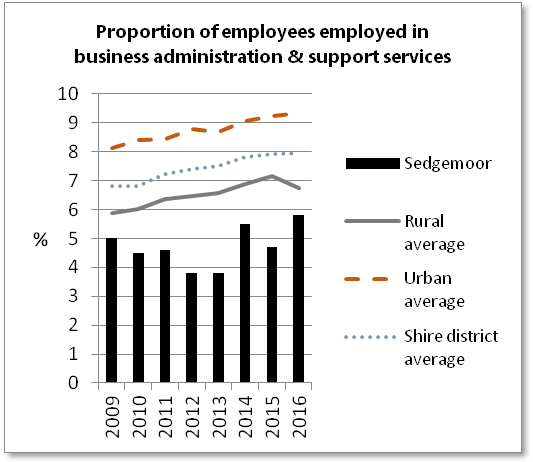 Proportion of employees employed in
business administration & support services
10
9
8
7
6
5
4
3
2
1
0
%
2009
2010
2011
2012
2013
2014
2015
2016
Sedgemoor
Rural
average
Urban
average
Shire district
average